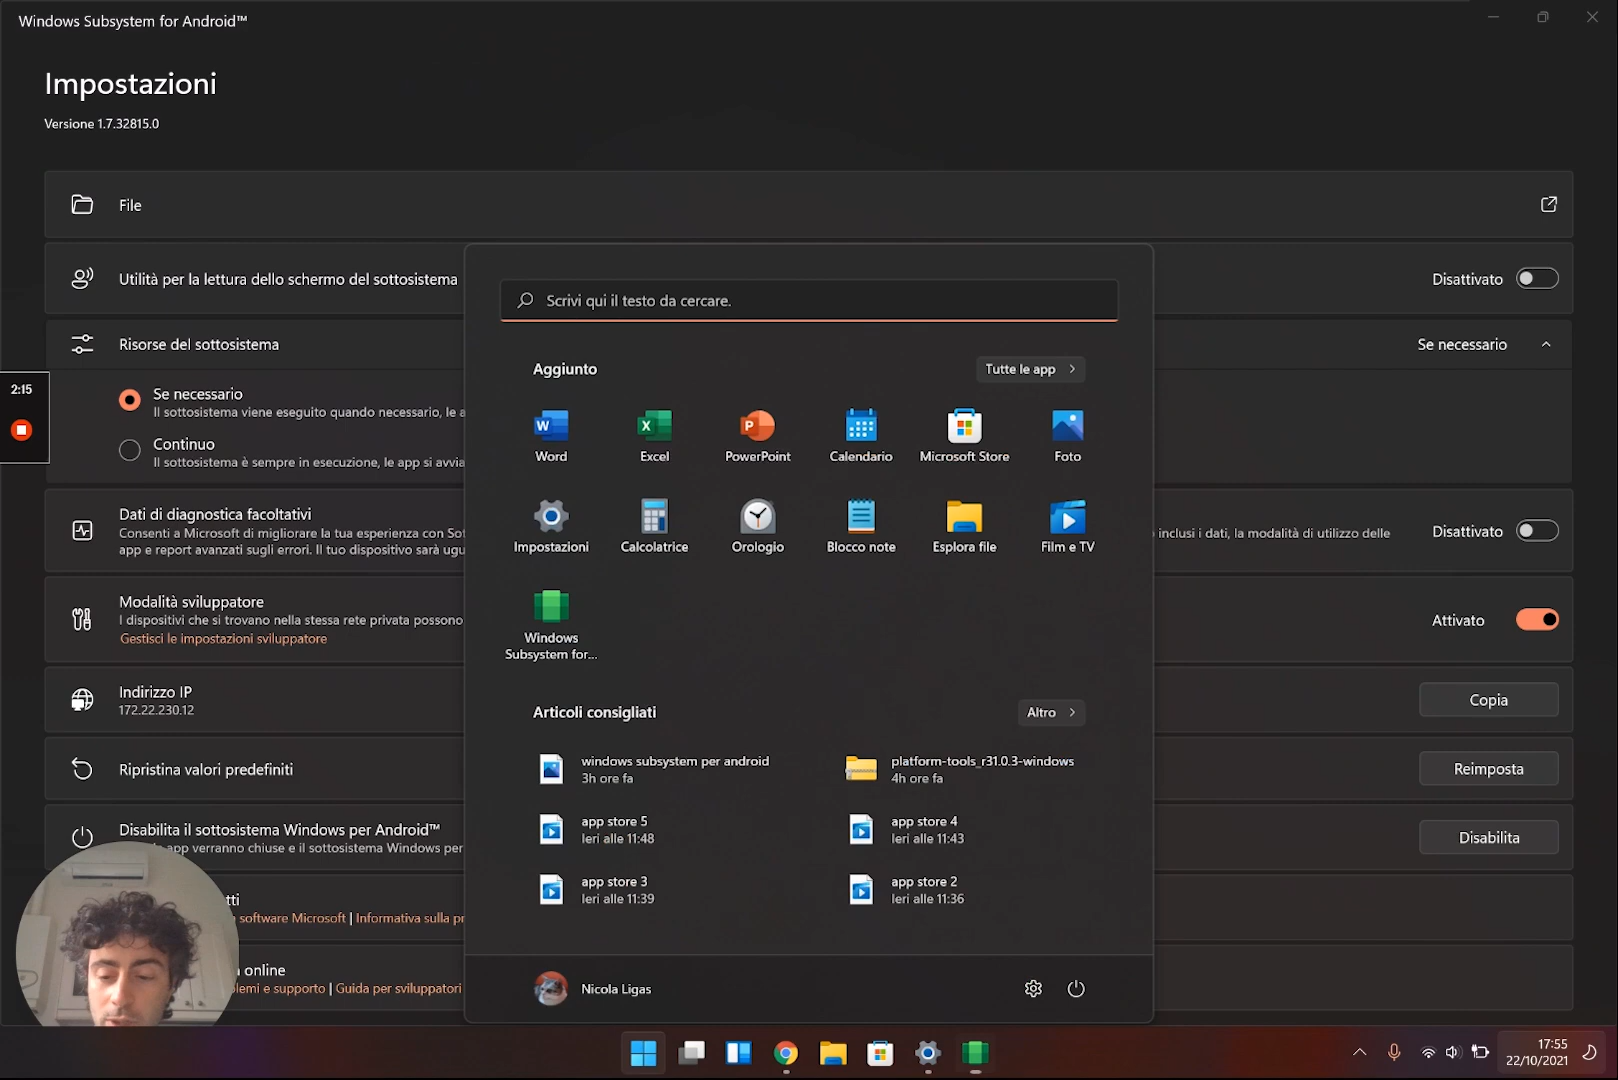 Windows Subsystem for Android™
Impostazioni
Versione 1.7.32815.0
File
Utilità per la lettura dello schermo del sottosistema
Disattivato
Risorse del sottosistema
Se necessario
Se necessario
Il sottosistema viene eseguito quando necessario, le a
Continuo
Il sottosistema è sempre in esecuzione, le app si avvia
2:15
Dati di diagnostica facoltativi
Consenti a Microsoft di migliorare la tua esperienza con Sot
inclusi i dati, la modalità di utilizzo delle
app e report avanzati sugli errori. Il tuo dispositivo sarà ugu
Disattivato
Modalità sviluppatore
I dispositivi che si trovano nella stessa rete privata possono
Gestisci le impostazioni sviluppatore
Attivato
Indirizzo IP
172.22.230.12
Copia
Ripristina valori predefiniti
Reimposta
Disabilita il sottosistema Windows per Android™
app verranno chiuse e il sottosistema Windows per
Disabilita
tti
software Microsoft | Informativa sulla pr
online
lemi e supporto | Guida per sviluppatori
Scrivi qui il testo da cercare.
Aggiunto
Tutte le app
Word
Excel
PowerPoint
Calendario
Microsoft Store
Foto
Impostazioni
Calcolatrice
Orologio
Blocco note
Esplora file
Film e TV
Windows
Subsystem for...
Articoli consigliati
Altro
windows subsystem per android
3h ore fa
platform-tools_r31.0.3-windows
4h ore fa
app store 5
Ieri alle 11:48
app store 4
Ieri alle 11:43
app store 3
Ieri alle 11:39
app store 2
Ieri alle 11:36
Nicola Ligas
17:55
22/10/2021